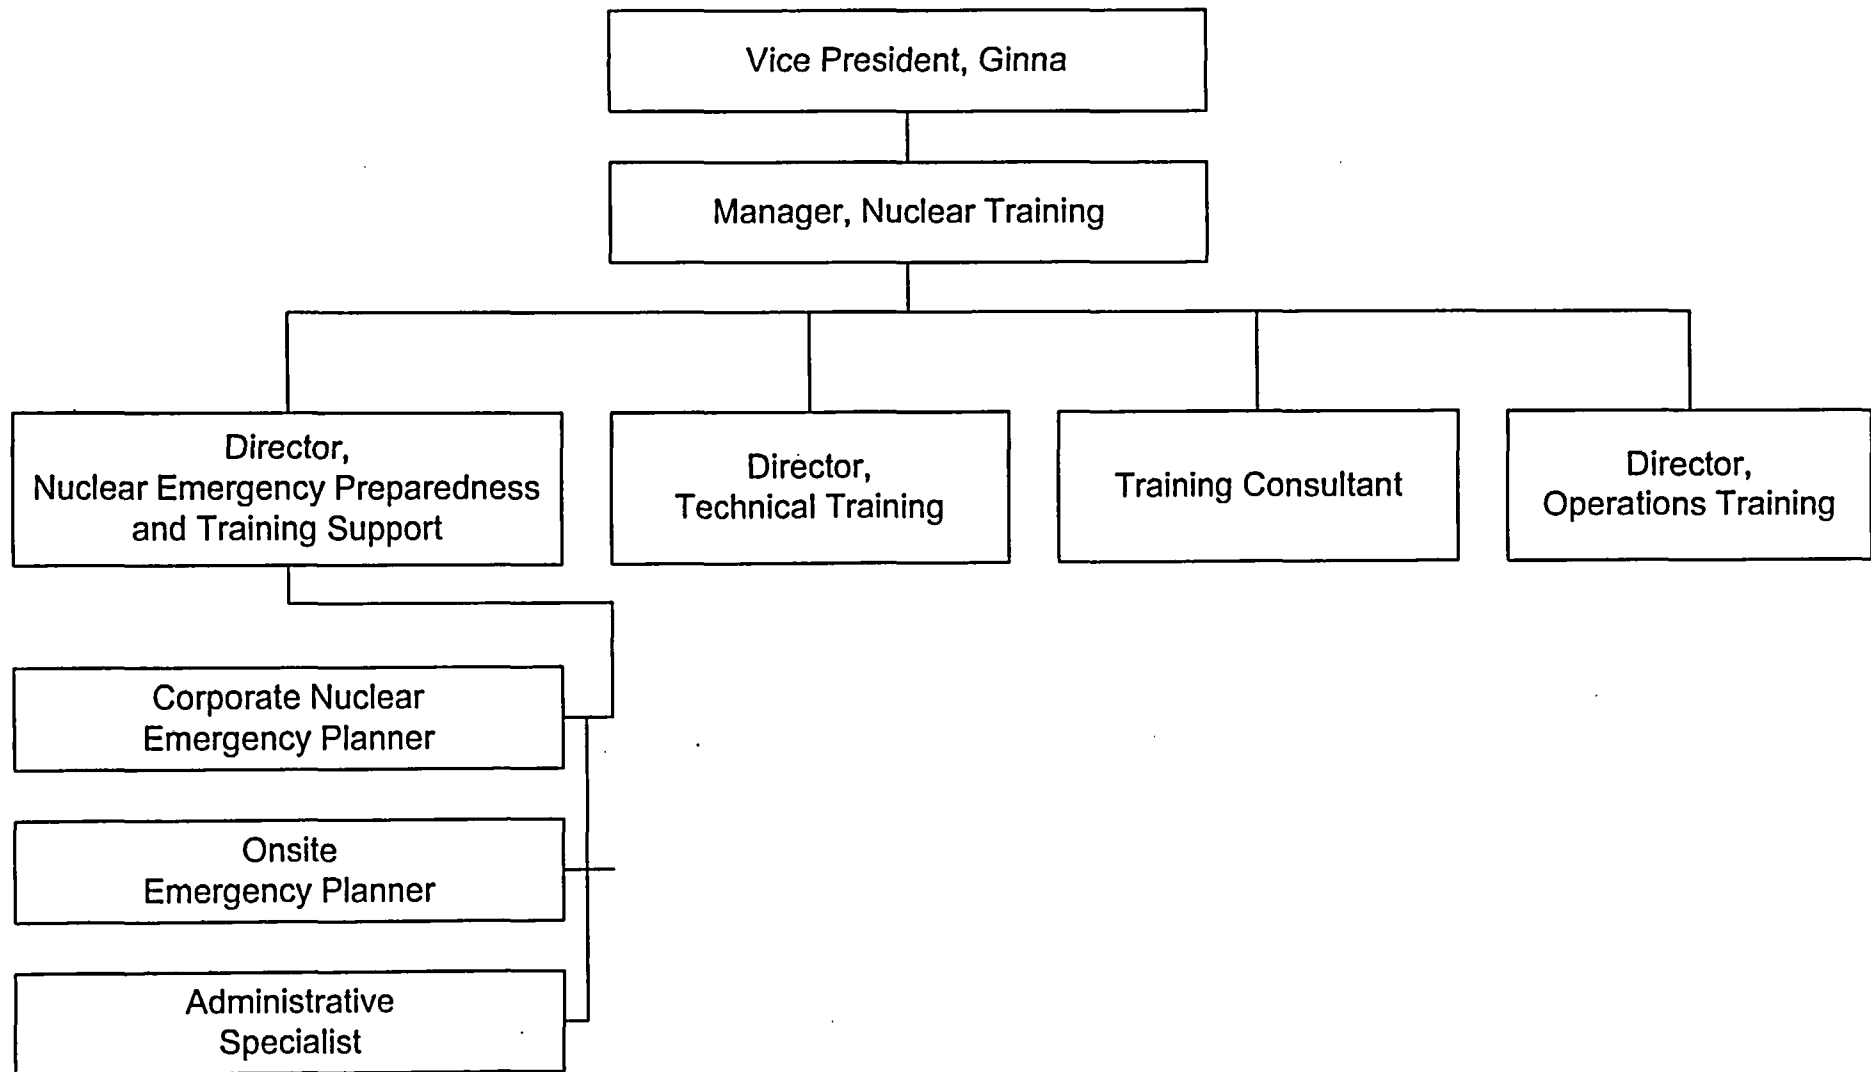 Vice President, Ginna
Manager, Nuclear Training
Director,
Nuclear Emergency Preparedness
and Training Support
Director,
Technical Training
Training Consultant
Director,
Operations Training
Corporate Nuclear
Emergency Planner
Onsite
Emergency Planner
Administrative
Specialist